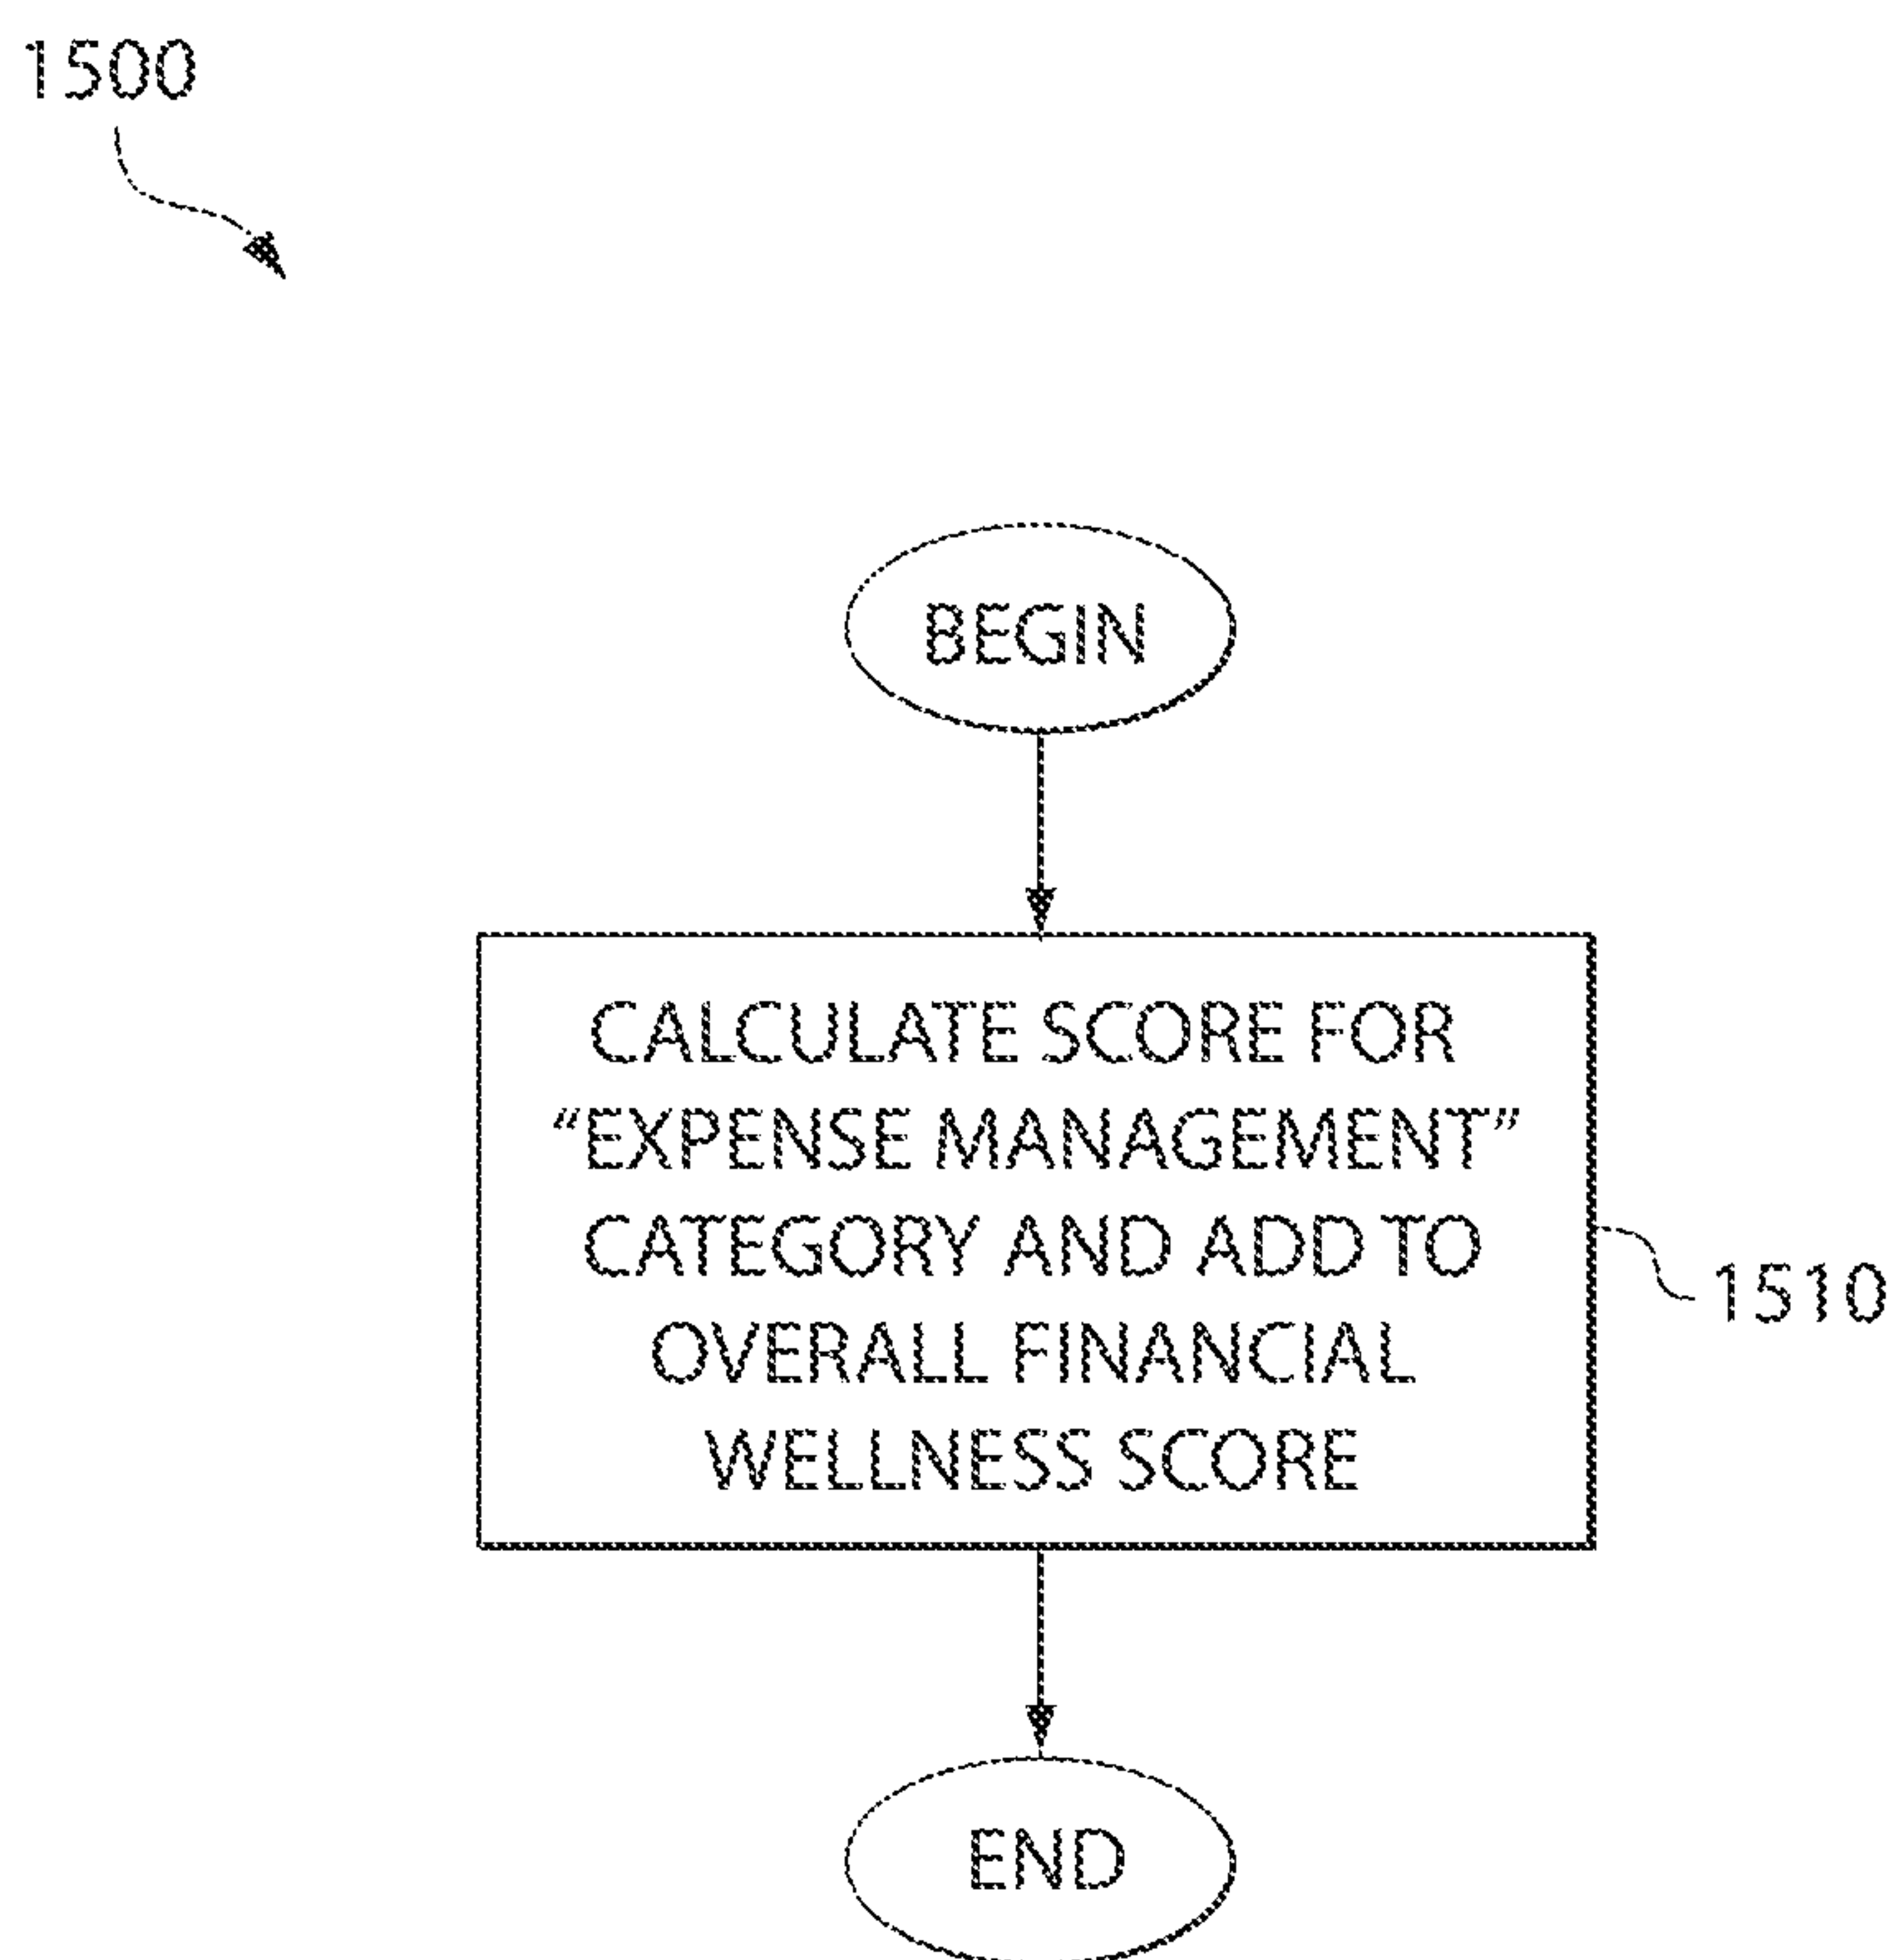 1500
BEGIN
CALCULATE SCORE FOR
“EXPENSE MANAGEMENT”
CATEGORY AND ADD TO
OVERALL FINANCIAL
WELLNESS SCORE
1510
END